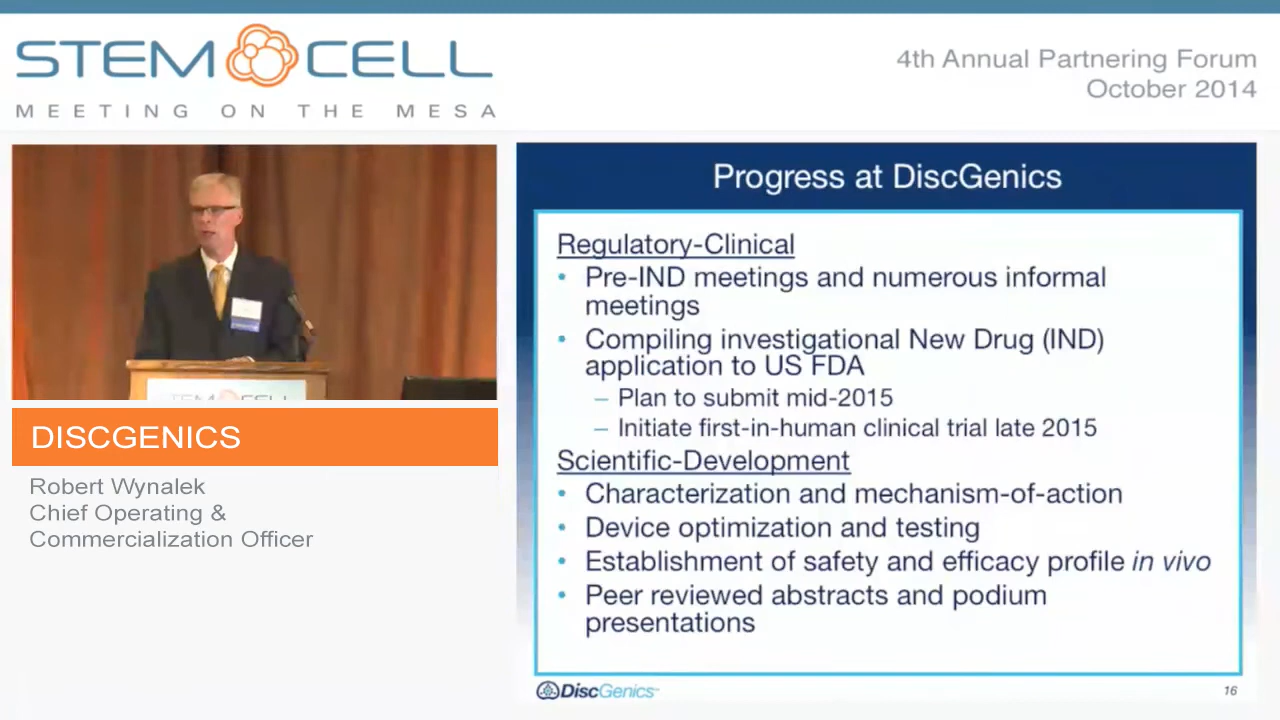 STEM CELL
MEETING ON THE MESA
4th Annual Partnering Forum
October 2014
STEM CELL
DISCGENICS
Robert Wynalek
Chief Operating &
Commercialization Officer
Progress at DiscGenics
Regulatory-Clinical
• Pre-IND meetings and numerous informal
meetings
• Compiling investigational New Drug (IND)
application to US FDA
– Plan to submit mid-2015
– Initiate first-in-human clinical trial late 2015
Scientific-Development
• Characterization and mechanism-of-action
• Device optimization and testing
• Establishment of safety and efficacy profile in vivo
• Peer reviewed abstracts and podium
presentations
DiscGenics
16